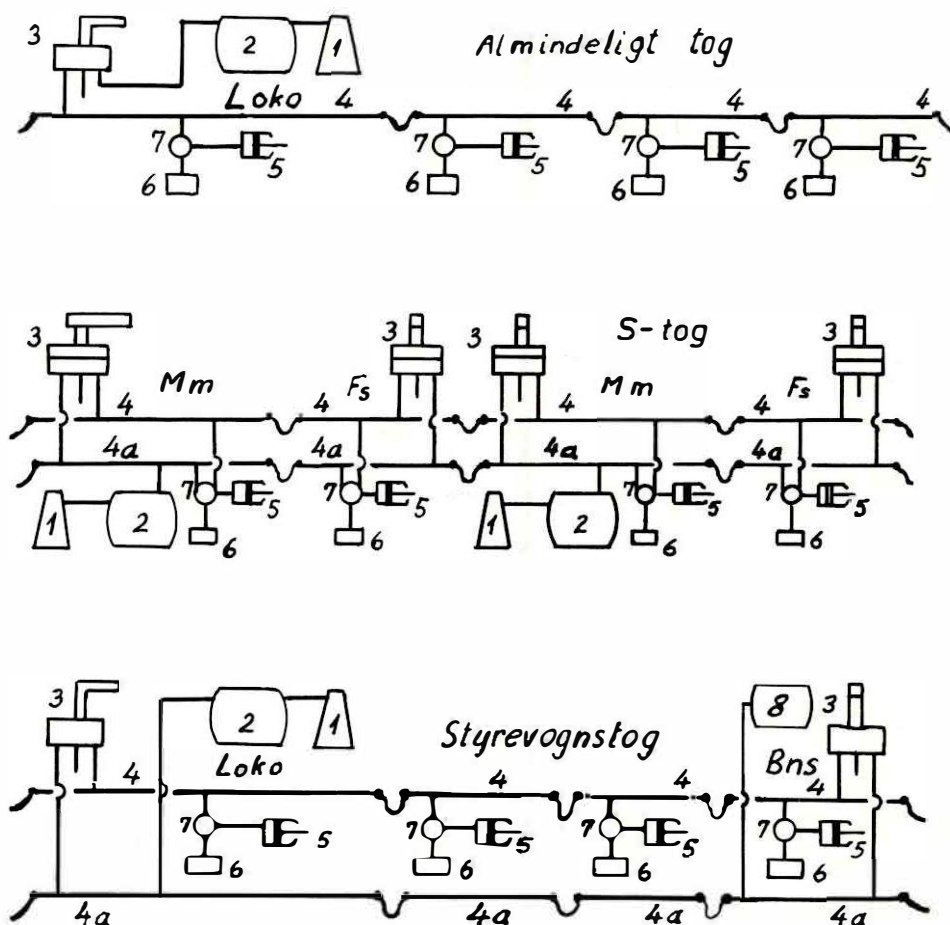 3 2 1 Almindeligt tog
Loko 4 4 4 4
7 5 7 5 7 5 7 5
6 6 6 6
3 3 3 S-tog 3
Mm Fs Mm Fs
4 4 4 4
4a 4a 4a 4a
7 5 7 5 7 5 7 5
1 2 6 6 1 2 6 6
3 2 1 Styrevognstog 8 3
4 Loko 4 4 Bns 4
7 5 7 5 7 5 7 5
6 6 6 6
4a 4a 4a 4a